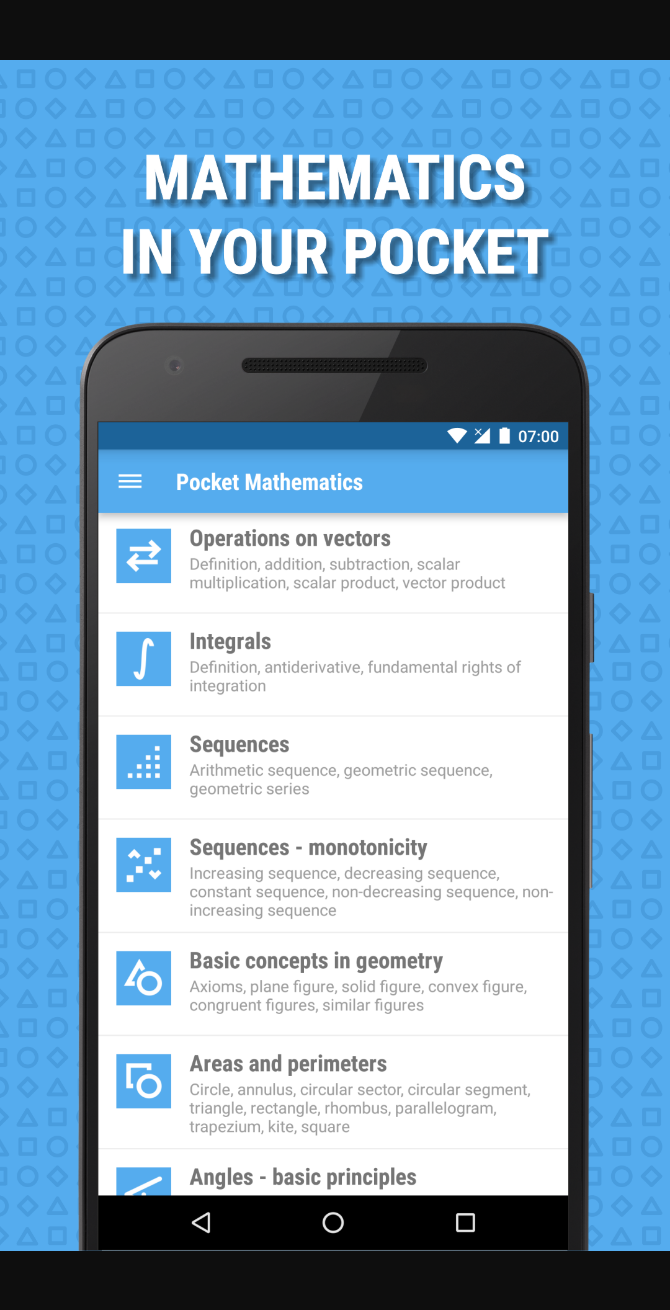 MATHEMATICS
IN YOUR POCKET
07:00
Pocket Mathematics
Operations on vectors
Definition, addition, subtraction, scalar
multiplication, scalar product, vector product
Integrals
Definition, antiderivative, fundamental rights of
integration
Sequences
Arithmetic sequence, geometric sequence,
geometric series
Sequences - monotonicity
Increasing sequence, decreasing sequence,
constant sequence, non-decreasing sequence, non-
increasing sequence
Basic concepts in geometry
Axioms, plane figure, solid figure, convex figure,
congruent figures, similar figures
Areas and perimeters
Circle, annulus, circular sector, circular segment,
triangle, rectangle, rhombus, parallelogram,
trapezium, kite, square
Angles - basic principles